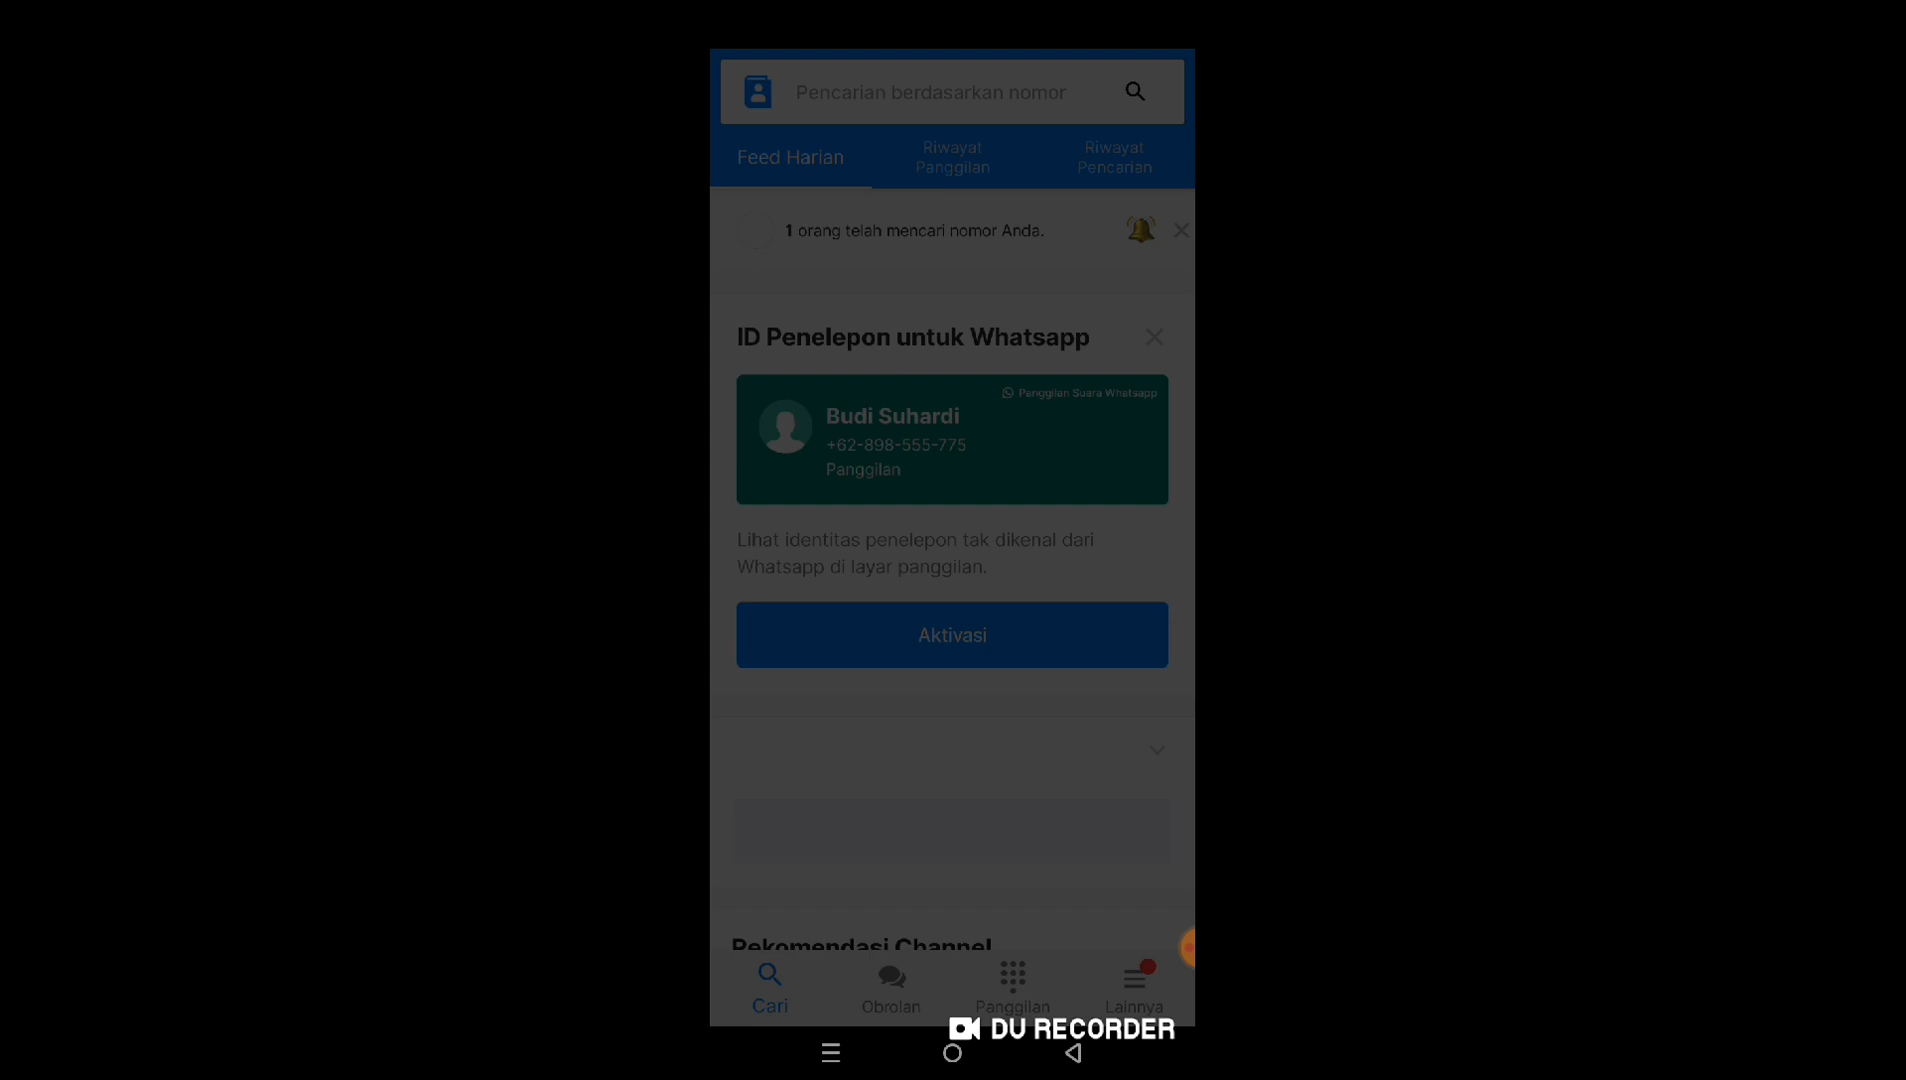 Pencarian berdasarkan nomor
Feed Harian
Riwayat
Panggilan
Riwayat
Pencarian
1 orang telah mencari nomor Anda.
ID Penelepon untuk Whatsapp
Panggilan Suara Whatsapp
Budi Suhardi
+62-898-555-775
Panggilan
Lihat identitas penelepon tak dikenal dari
Whatsapp di layar panggilan.
Aktivasi
Rekomendasi Channel
Cari
Obrolan
Panggilan
Lainnya
DU RECORDER